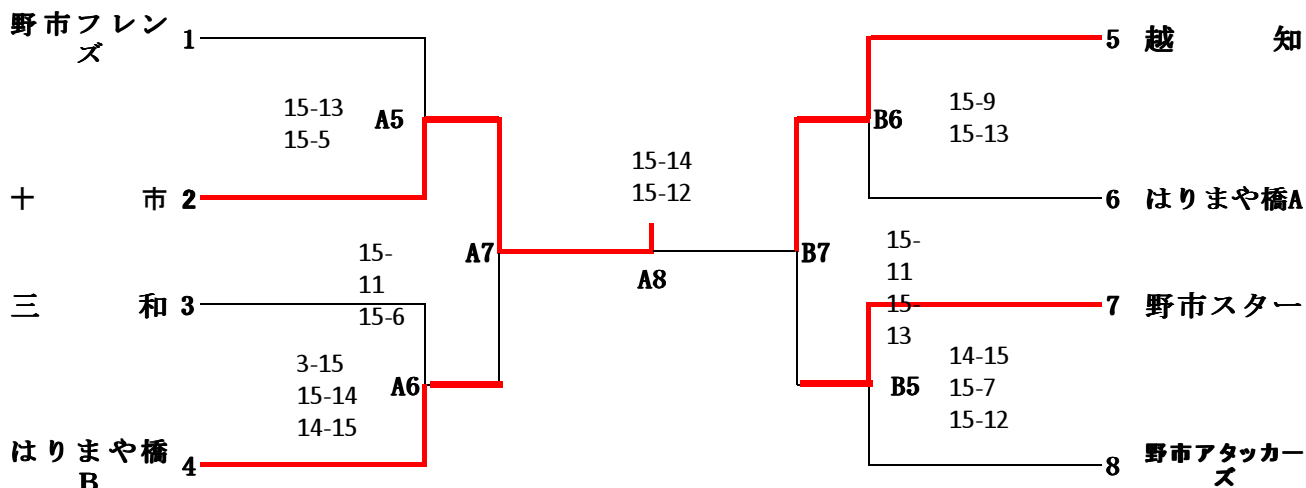 野市フレン
ズ
1
15-13
15-5
A5
十 市 2
三 和 3
15-
11
15-6
A7
3-15
15-14
14-15
A6
はりまや橋
B
4
15-14
15-12
A8
5 越 知
B6
15-9
15-13
6 はりまや橋A
B7
15-
11
15-
13
7 野市スター
B5
14-15
15-7
15-12
8 野市アタッカー
ズ